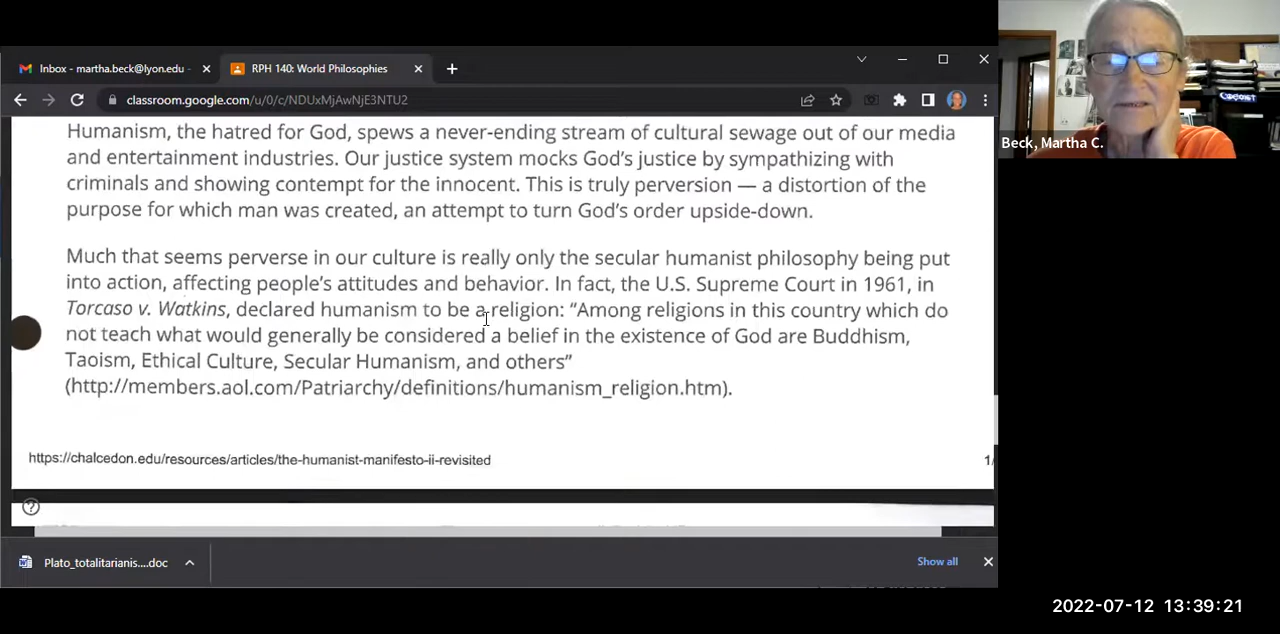 Inbox - martha.beck@lyon.edu -
RPH 140: World Philosophies
classroom.google.com/u/0/c/NDUxMjAwNjE3NTU2
Humanism, the hatred for God, spews a never-ending stream of cultural sewage out of our media
and entertainment industries. Our justice system mocks God’s justice by sympathizing with
criminals and showing contempt for the innocent. This is truly perversion — a distortion of the
purpose for which man was created, an attempt to turn God’s order upside-down.
Much that seems perverse in our culture is really only the secular humanist philosophy being put
into action, affecting people’s attitudes and behavior. In fact, the U.S. Supreme Court in 1961, in
Torcaso v. Watkins, declared humanism to be a religion: “Among religions in this country which do
not teach what would generally be considered a belief in the existence of God are Buddhism,
Taoism, Ethical Culture, Secular Humanism, and others”
(http://members.aol.com/Patriarchy/definitions/humanism_religion.htm).
https://chalcedon.edu/resources/articles/the-humanist-manifesto-ii-revisited
1/
Plato_totalitarianis....doc
Show all
Beck, Martha C.
2022-07-12 13:39:21